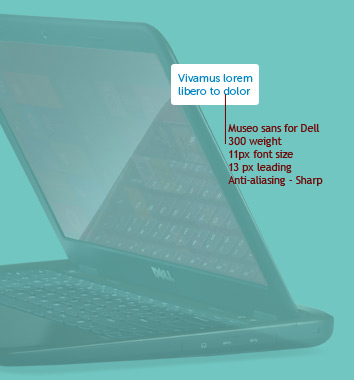 Vivamus lorem
libero to dolor
Museo sans for Dell
300 weight
11px font size
13 px leading
Anti-aliasing - Sharp
DELL